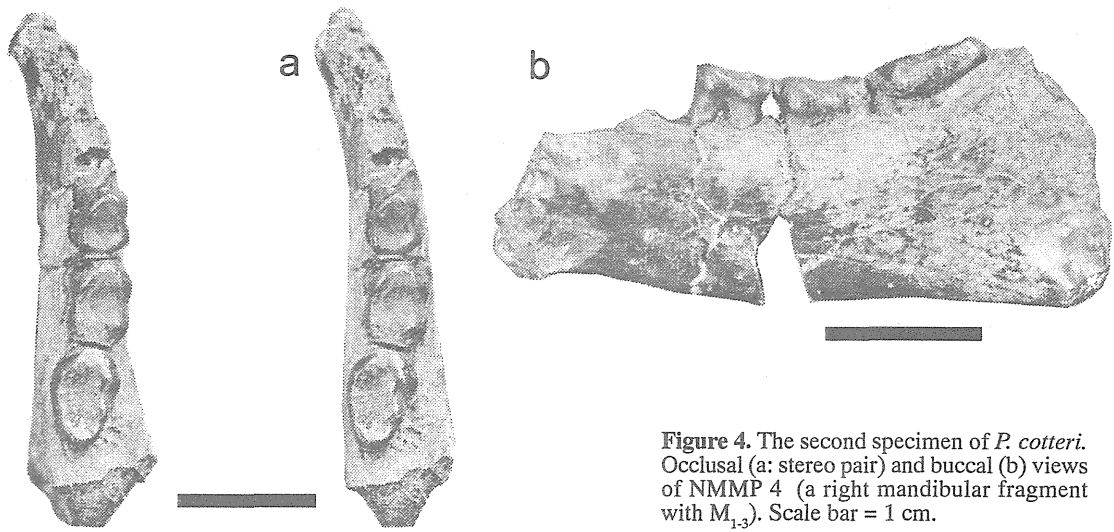 a
b
Figure 4. The second specimen of P. cotteri.
Occlusal (a: stereo pair) and buccal (b) views
of NMMP 4 (a right mandibular fragment
with M1-3). Scale bar = 1 cm.